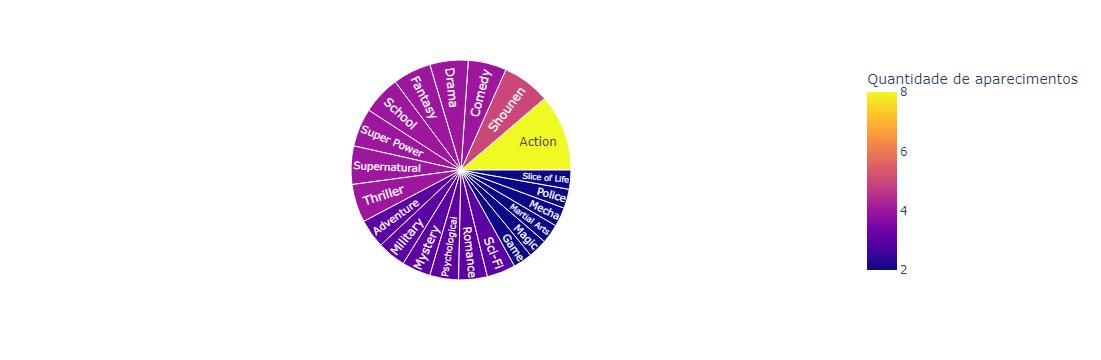 Action
Shounen
Comedy
Drama
Fantasy
School
Super Power
Supernatural
Thriller
Adventure
Military
Mystery
Psychological
Romance
Sci-Fi
Game
Magic
Martial Arts
Mecha
Police
Slice of Life
Quantidade de aparecimentos
8
6
4
2